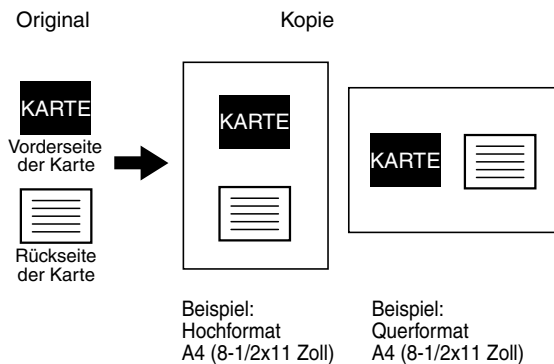 Original
Kopie
KARTE
Vorderseite
der Karte
Rückseite
der Karte
KARTE
KARTE
Beispiel:
Hochformat
A4 (8-1/2x11 Zoll)
Beispiel:
Querformat
A4 (8-1/2x11 Zoll)